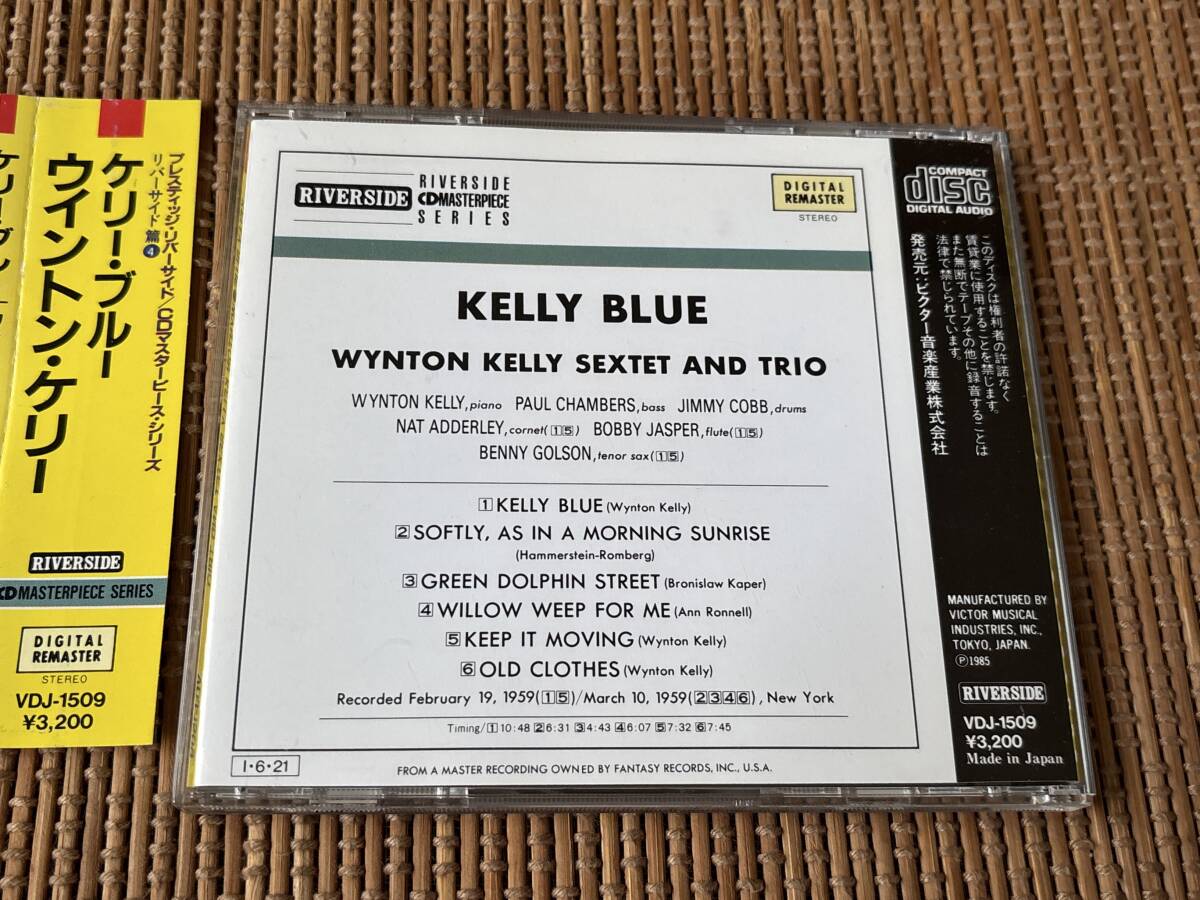 プレスティッジ・リバーサイド/CDマスターピース・シリーズ
リバーサイド篇❹
ケリー・ブルー
ウイントン・ケリー
RIVERSIDE
CD MASTERPIECE SERIES
DIGITAL
REMASTER
STEREO
VDJ-1509
¥3,200
RIVERSIDE
RIVERSIDE
CD MASTERPIECE
SERIES
DIGITAL
REMASTER
STEREO
KELLY BLUE
WYNTON KELLY SEXTET AND TRIO
WYNTON KELLY, piano PAUL CHAMBERS, bass JIMMY COBB, drums
NAT ADDERLEY, cornet(1 5) BOBBY JASPER, flute(1 5)
BENNY GOLSON, tenor sax(1 5)
1 KELLY BLUE (Wynton Kelly)
2 SOFTLY, AS IN A MORNING SUNRISE
(Hammerstein-Romberg)
3 GREEN DOLPHIN STREET (Bronislaw Kaper)
4 WILLOW WEEP FOR ME (Ann Ronnell)
5 KEEP IT MOVING (Wynton Kelly)
6 OLD CLOTHES (Wynton Kelly)
Recorded February 19, 1959(1 5)/March 10, 1959(2 3 4 6), New York
Timing/1 10:48 2 6:31 3 4:43 4 6:07 5 7:32 6 7:45
I・6・21
FROM A MASTER RECORDING OWNED BY FANTASY RECORDS, INC., U.S.A.
COMPACT
disc
DIGITAL AUDIO
このディスクは権利者の許諾なく
賃貸業に使用することを禁じます。
また無断でテープその他に録音することは
法律で禁じられています。
発売元:ビクター音楽産業株式会社
MANUFACTURED BY
VICTOR MUSICAL
INDUSTRIES, INC.,
TOKYO, JAPAN.
Ⓟ1985
RIVERSIDE
VDJ-1509
¥3,200
Made in Japan